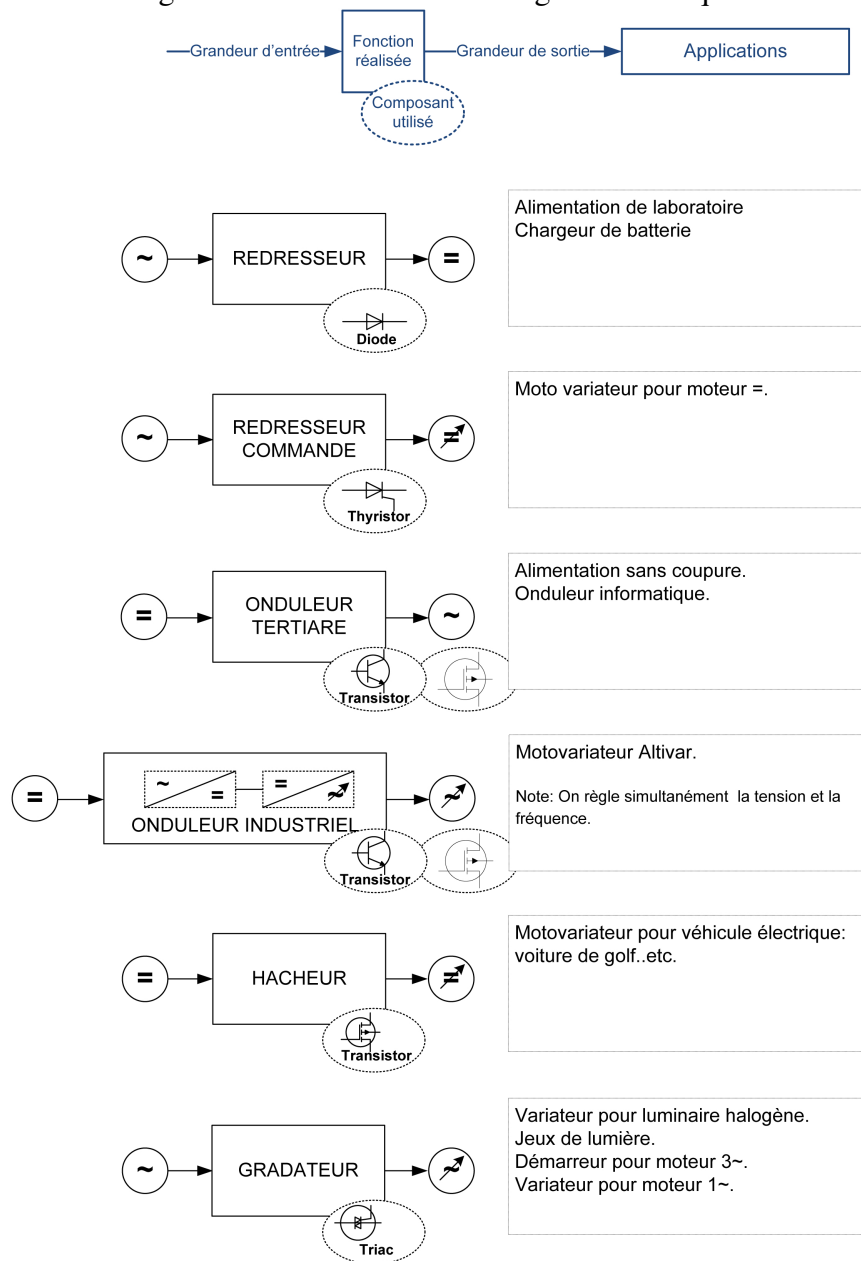 Grandeur d'entrée
Fonction
réalisée
Grandeur de sortie
Applications
Composant
utilisé
~
REDRESSEUR
=
Diode
Alimentation de laboratoire
Chargeur de batterie
~
REDRESSEUR
COMMANDE
=
Thyristor
Moto variateur pour moteur =.
=
ONDULEUR
TERTIARE
~
Transistor
Alimentation sans coupure.
Onduleur informatique.
=
~
=
=
~
ONDULEUR INDUSTRIEL
~
Transistor
Motovariateur Altivar.
Note: On règle simultanément la tension et la
fréquence.
=
HACHEUR
=
Transistor
Motovariateur pour véhicule électrique:
voiture de golf..etc.
~
GRADATEUR
~
Triac
Variateur pour luminaire halogène.
Jeux de lumière.
Démarreur pour moteur 3~.
Variateur pour moteur 1~.